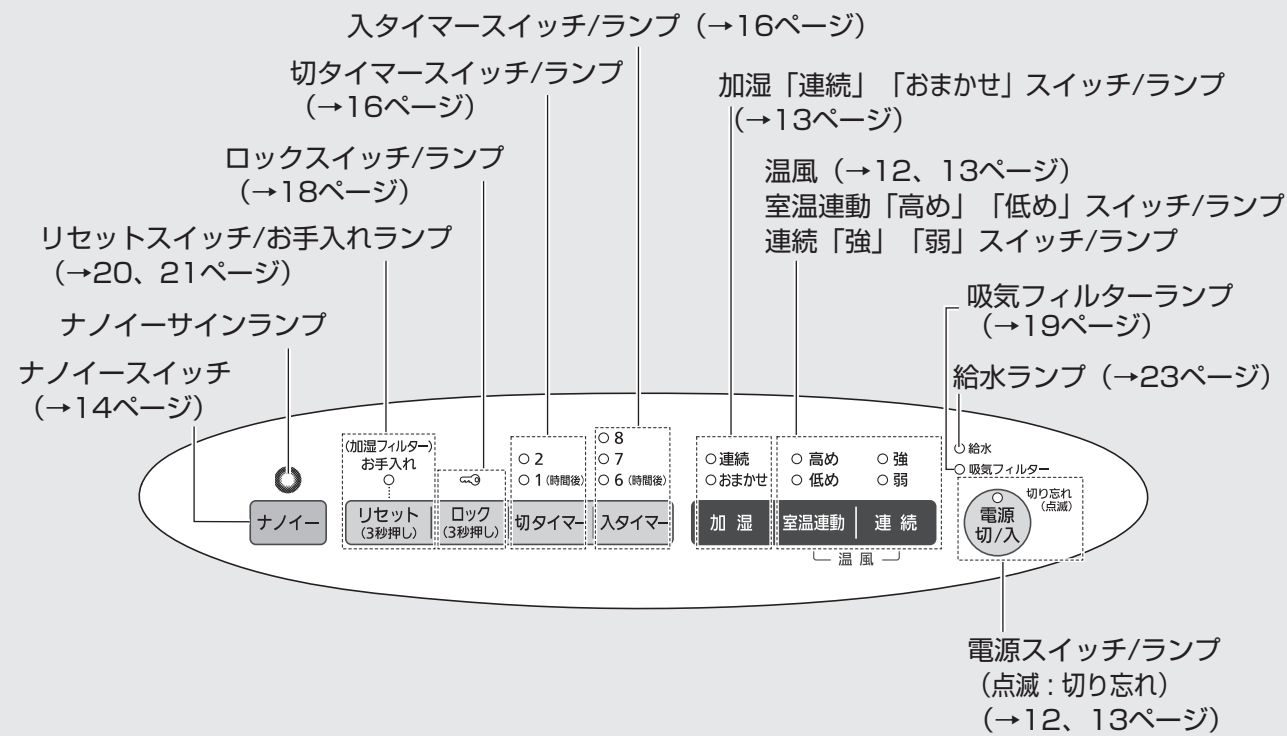 入タイマースイッチ/ランプ（→16ページ）
切タイマースイッチ/ランプ
（→16ページ）
加湿「連続」「おまかせ」スイッチ/ランプ
（→13ページ）
ロックスイッチ/ランプ
（→18ページ）
温風（→12、13ページ）
室温連動「高め」「低め」スイッチ/ランプ
連続「強」「弱」スイッチ/ランプ
リセットスイッチ/お手入れランプ
（→20、21ページ）
吸気フィルターランプ
（→19ページ）
ナノイーサインランプ
ナノイースイッチ
（→14ページ）
給水ランプ（→23ページ）
ナノイー
(加湿フィルター)
お手入れ
リセット
(3秒押し)
ロック
(3秒押し)
2
1 (時間後)
切タイマー
8
7
6 (時間後)
入タイマー
連続
おまかせ
加 湿
高め
低め
室温連動
強
弱
連 続
温 風
給水
吸気フィルター
切り忘れ
(点滅)
電源
切/入
電源スイッチ/ランプ
（点滅：切り忘れ）
（→12、13ページ）